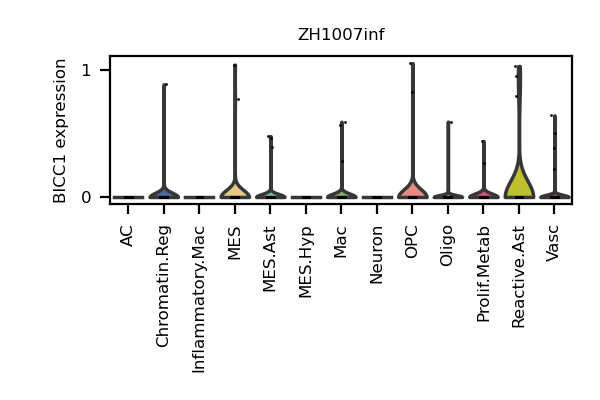 ZH1007inf
BICC1 expression
1
0
AC
Chromatin.Reg
Inflammatory.Mac
MES
MES.Ast
MES.Hyp
Mac
Neuron
OPC
Oligo
Prolif.Metab
Reactive.Ast
Vasc